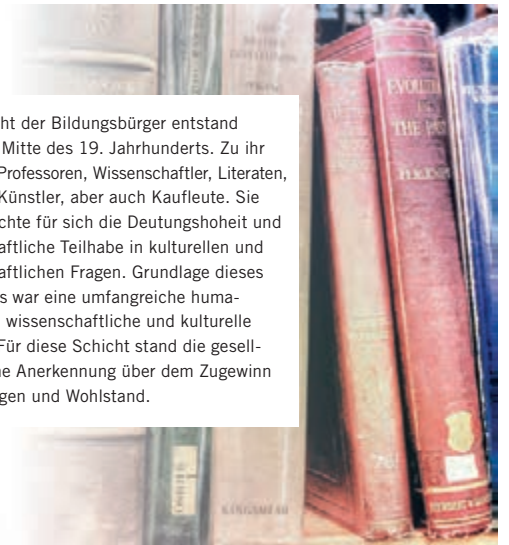 ht der Bildungsbürger entstand
Mitte des 19. Jahrhunderts. Zu ihr
Professoren, Wissenschaftler, Literaten,
Künstler, aber auch Kaufleute. Sie
chte für sich die Deutungshoheit und
aftliche Teilhabe in kulturellen und
aftlichen Fragen. Grundlage dieses
s war eine umfangreiche huma-
wissenschaftliche und kulturelle
Für diese Schicht stand die gesell-
he Anerkennung über dem Zugewinn
gen und Wohlstand.
THE PAST